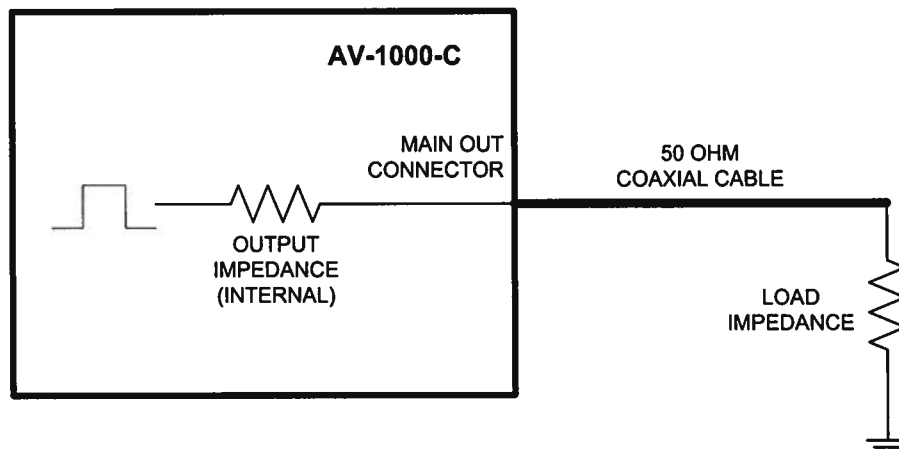 AV-1000-C
MAIN OUT
CONNECTOR
50 OHM
COAXIAL CABLE
OUTPUT
IMPEDANCE
(INTERNAL)
LOAD
IMPEDANCE